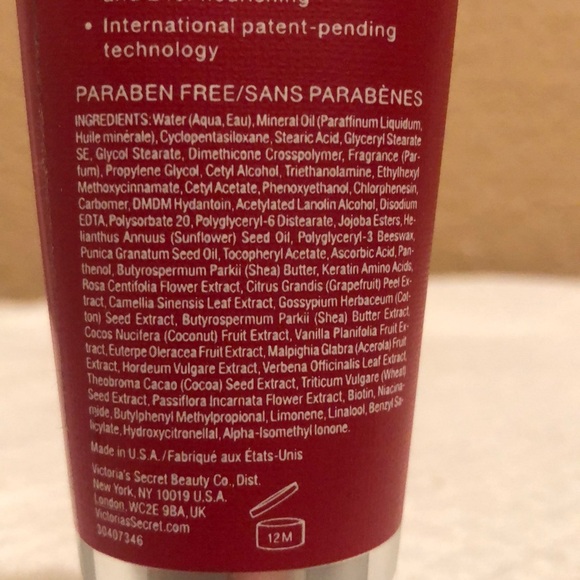 and E for nourishing
• International patent-pending
technology
PARABEN FREE/SANS PARABÈNES
INGREDIENTS: Water (Aqua, Eau), Mineral Oil (Paraffinum Liquidum,
Huile minérale), Cyclopentasiloxane, Stearic Acid, Glyceryl Stearate
SE, Glycol Stearate, Dimethicone Crosspolymer, Fragrance (Par-
fum), Propylene Glycol, Cetyl Alcohol, Triethanolamine, Ethylhexyl
Methoxycinnamate, Cetyl Acetate, Phenoxyethanol, Chlorphenesin,
Carbomer, DMDM Hydantoin, Acetylated Lanolin Alcohol, Disodium
EDTA, Polysorbate 20, Polyglyceryl-6 Distearate, Jojoba Esters, He-
lianthus Annuus (Sunflower) Seed Oil, Polyglyceryl-3 Beeswax,
Punica Granatum Seed Oil, Tocopheryl Acetate, Ascorbic Acid, Pan-
thenol, Butyrospermum Parkii (Shea) Butter, Keratin Amino Acids,
Rosa Centifolia Flower Extract, Citrus Grandis (Grapefruit) Peel Ex-
tract, Camellia Sinensis Leaf Extract, Gossypium Herbaceum (Cot-
ton) Seed Extract, Butyrospermum Parkii (Shea) Butter Extract,
Cocos Nucifera (Coconut) Fruit Extract, Vanilla Planifolia Fruit Ex-
tract, Euterpe Oleracea Fruit Extract, Malpighia Glabra (Acerola) Fruit
Extract, Hordeum Vulgare Extract, Verbena Officinalis Leaf Extract,
Theobroma Cacao (Cocoa) Seed Extract, Triticum Vulgare (Wheat)
Seed Extract, Passiflora Incarnata Flower Extract, Biotin, Niacina-
mide, Butylphenyl Methylpropional, Limonene, Linalool, Benzyl Sa-
licylate, Hydroxycitronellal, Alpha-Isomethyl Ionone.
Made in U.S.A./Fabriqué aux États-Unis
Victoria's Secret Beauty Co., Dist.
New York, NY 10019 U.S.A.
London, WC2E 9BA, UK
VictoriasSecret.com
30407346
12M